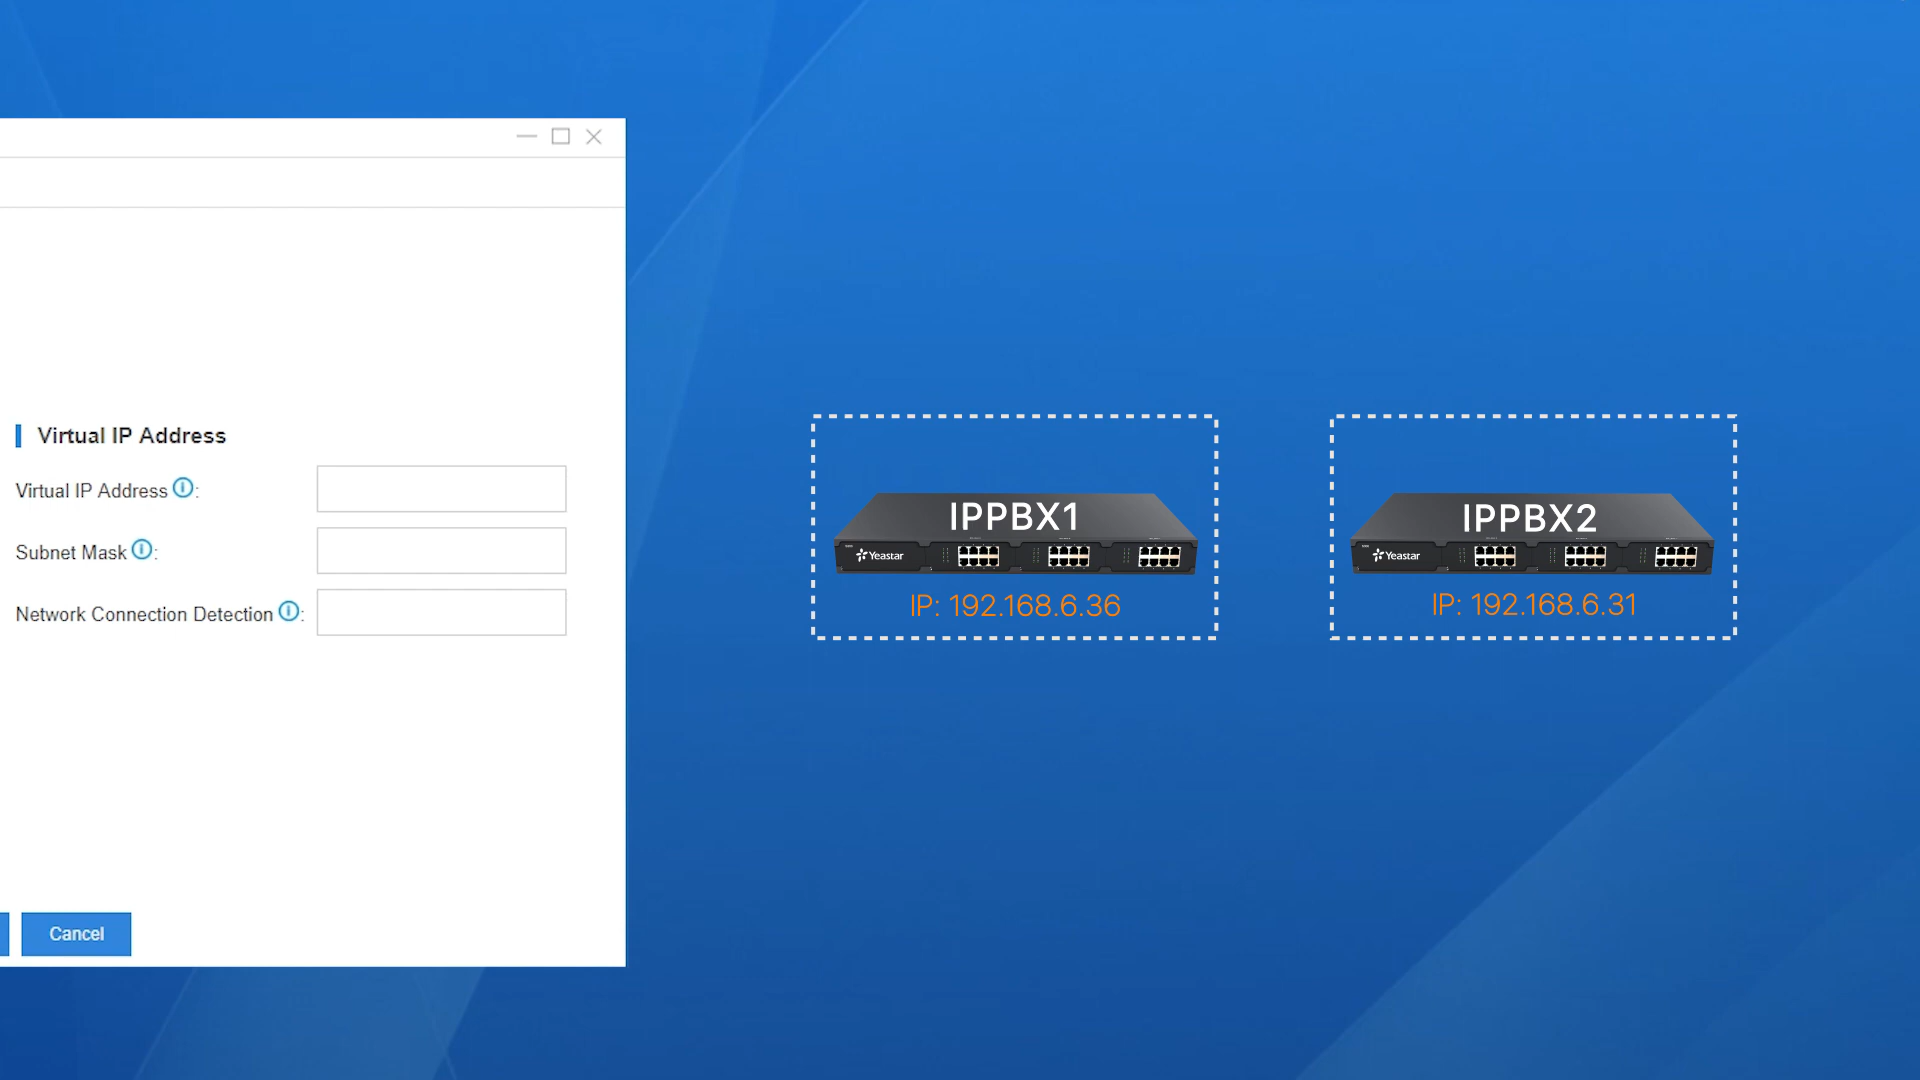 Virtual IP Address
Virtual IP Address :
Subnet Mask :
Network Connection Detection :
Cancel
IPPBX1
Yeastar
IP: 192.168.6.36
IPPBX2
Yeastar
IP: 192.168.6.31